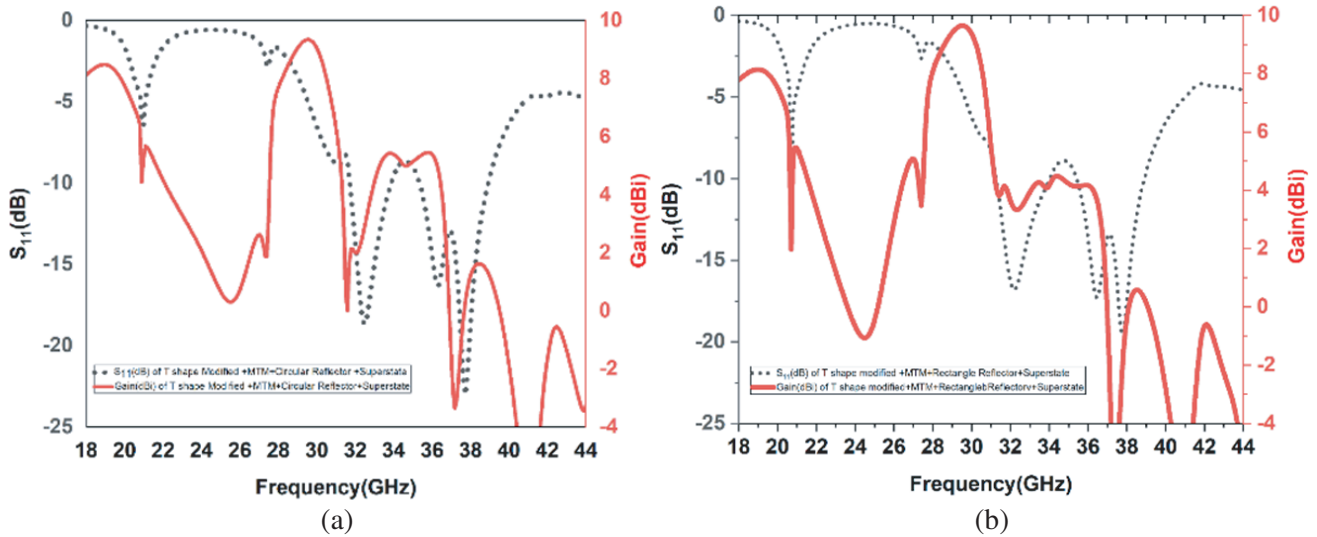 0
-5
-10
-15
-20
-25
S11(dB)
10
8
6
4
2
0
-2
-4
Gain(dBi)
S11(dB) of T shape Modified +MTM+Circular Reflector +Superstate
Gain(dBi) of T shape Modified +MTM+Circular Reflector+Superstate
18 20 22 24 26 28 30 32 34 36 38 40 42 44
Frequency(GHz)
(a)
0
-5
-10
-15
-20
-25
S11(dB)
10
8
6
4
2
0
-2
-4
Gain(dBi)
S11(dB) of T shape modified +MTM+Rectangle Reflector+Superstate
Gain(dBi) of T shape modified+MTM+RectanglebReflectorv+Superstate
18 20 22 24 26 28 30 32 34 36 38 40 42 44
Frequency(GHz)
(b)